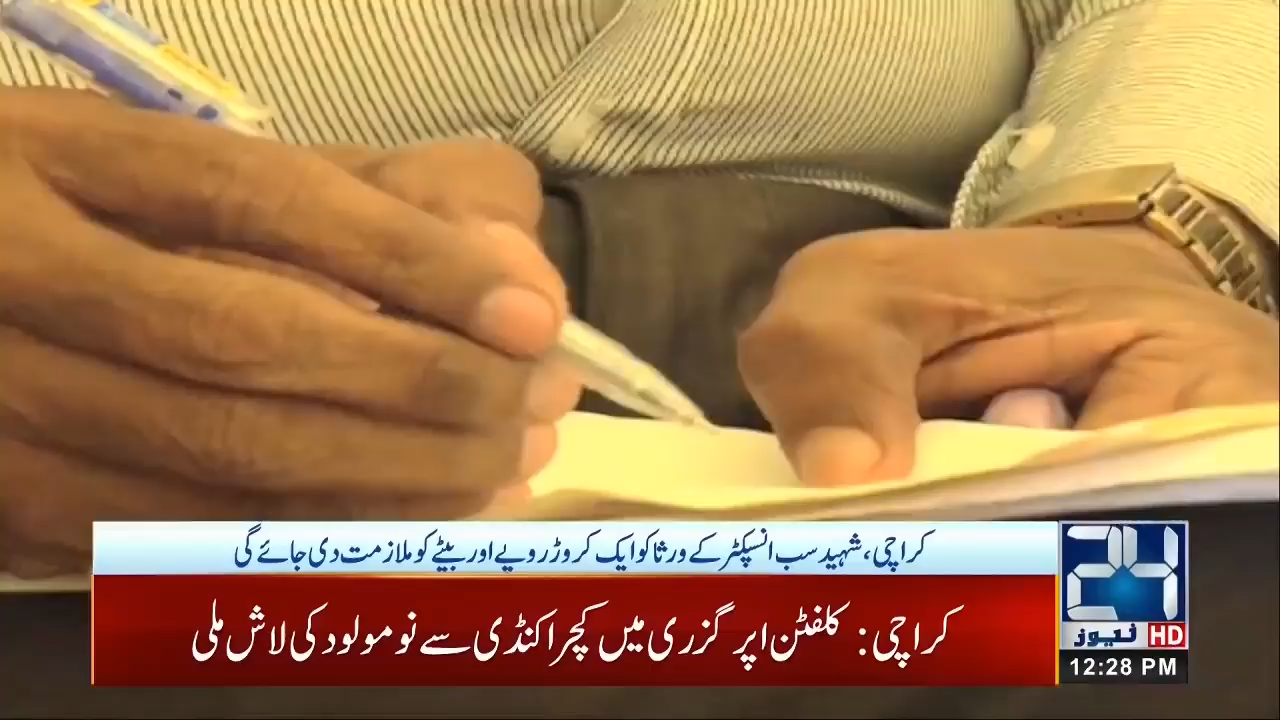 کراچی، شہید سب انسپکٹر کے ورثا کو ایک کروڑ روپے اور بیٹے کو ملازمت دی جائے گی
کراچی: کلفٹن اپر گزری میں کچرا کنڈی سے نومولود کی لاش ملی
24
نیوز HD
12:28 PM